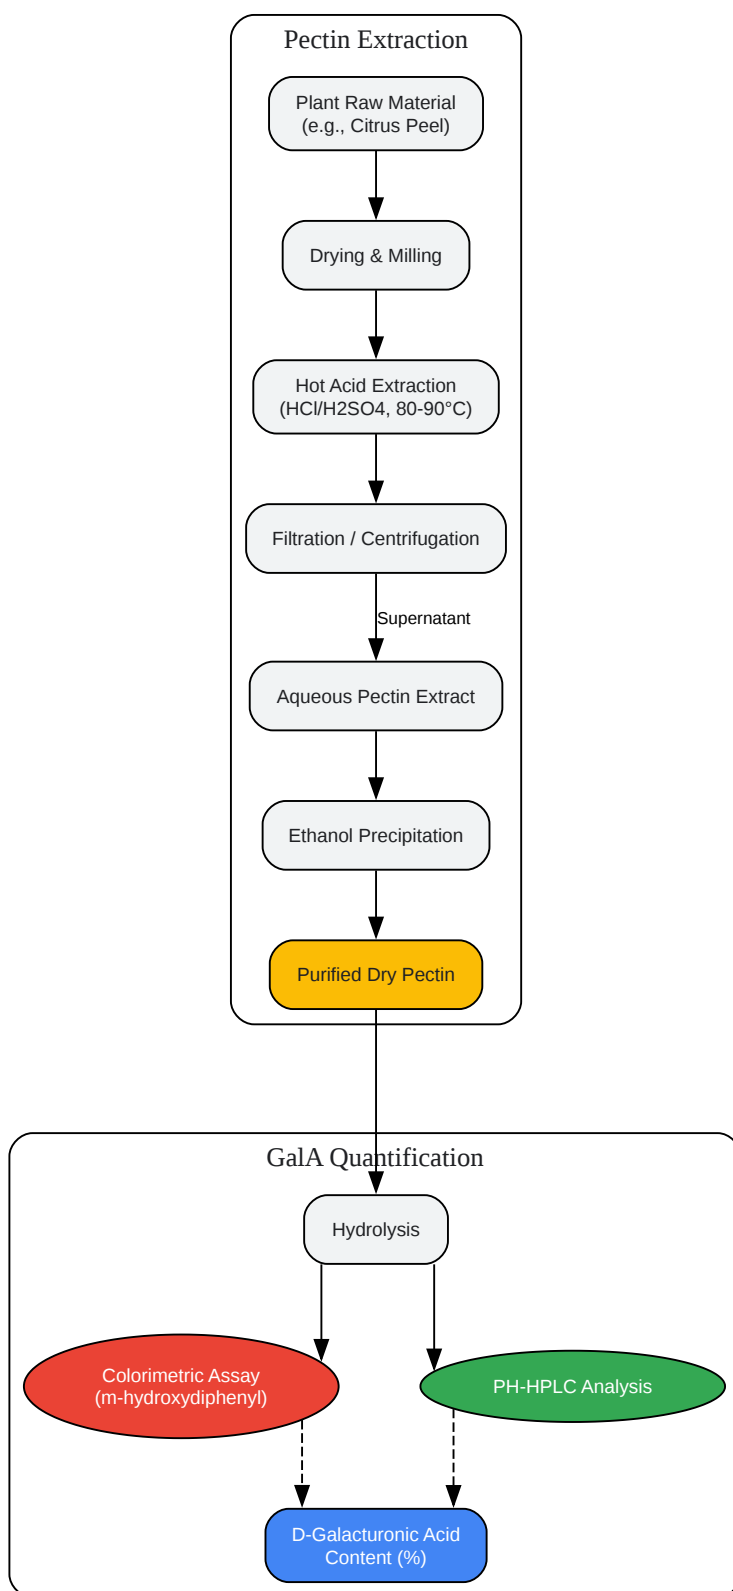 Pectin Extraction
Plant Raw Material
(e.g., Citrus Peel)
Drying & Milling
Hot Acid Extraction
(HCl/H2SO4, 80-90°C)
Filtration / Centrifugation
Supernatant
Aqueous Pectin Extract
Ethanol Precipitation
Purified Dry Pectin
GalA Quantification
Hydrolysis
Colorimetric Assay
(m-hydroxydiphenyl)
PH-HPLC Analysis
D-Galacturonic Acid
Content (%)